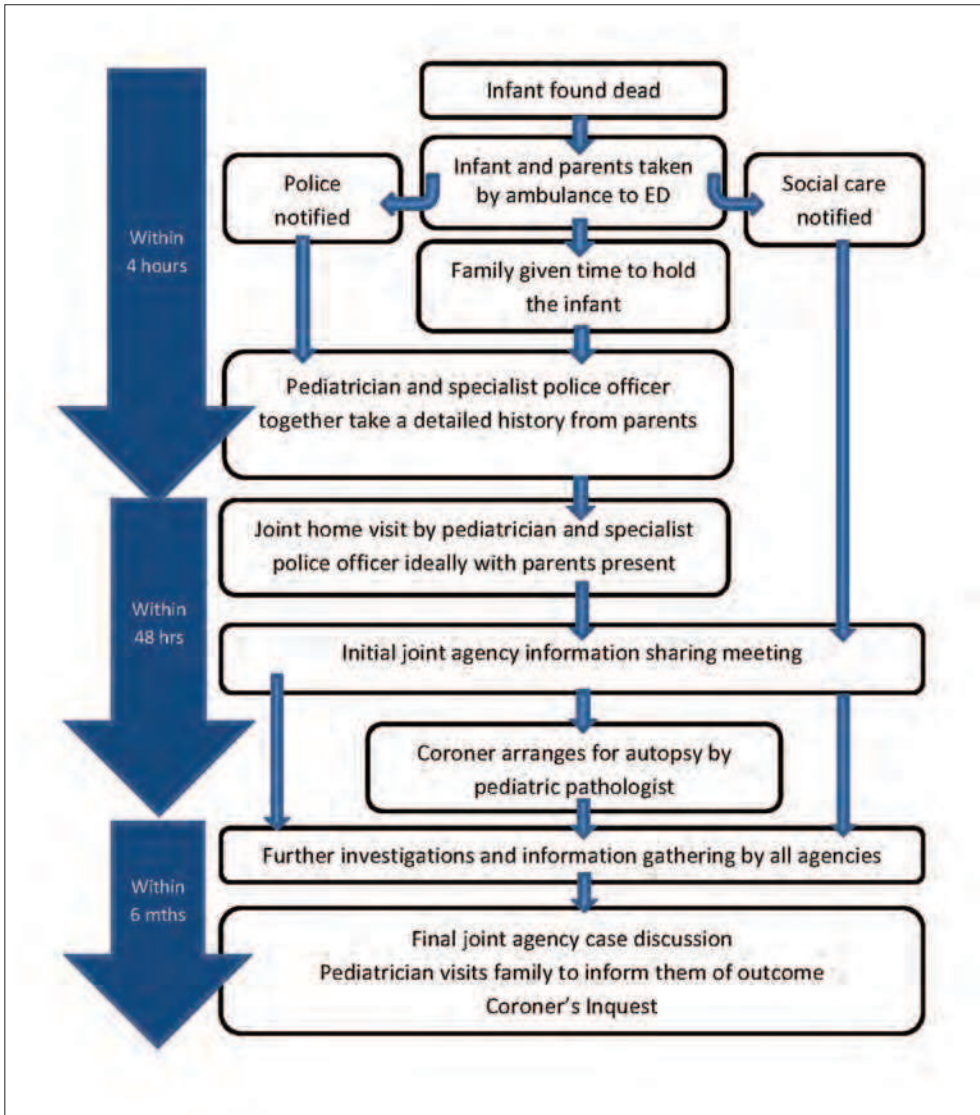 Infant found dead
Infant and parents taken
by ambulance to ED
Police
notified
Social care
notified
Within
4 hours
Family given time to hold
the infant
Pediatrician and specialist police officer
together take a detailed history from parents
Joint home visit by pediatrician and specialist
police officer ideally with parents present
Within
48 hrs
Initial joint agency information sharing meeting
Coroner arranges for autopsy by
pediatric pathologist
Further investigations and information gathering by all agencies
Within
6 mths
Final joint agency case discussion
Pediatrician visits family to inform them of outcome
Coroner’s Inquest